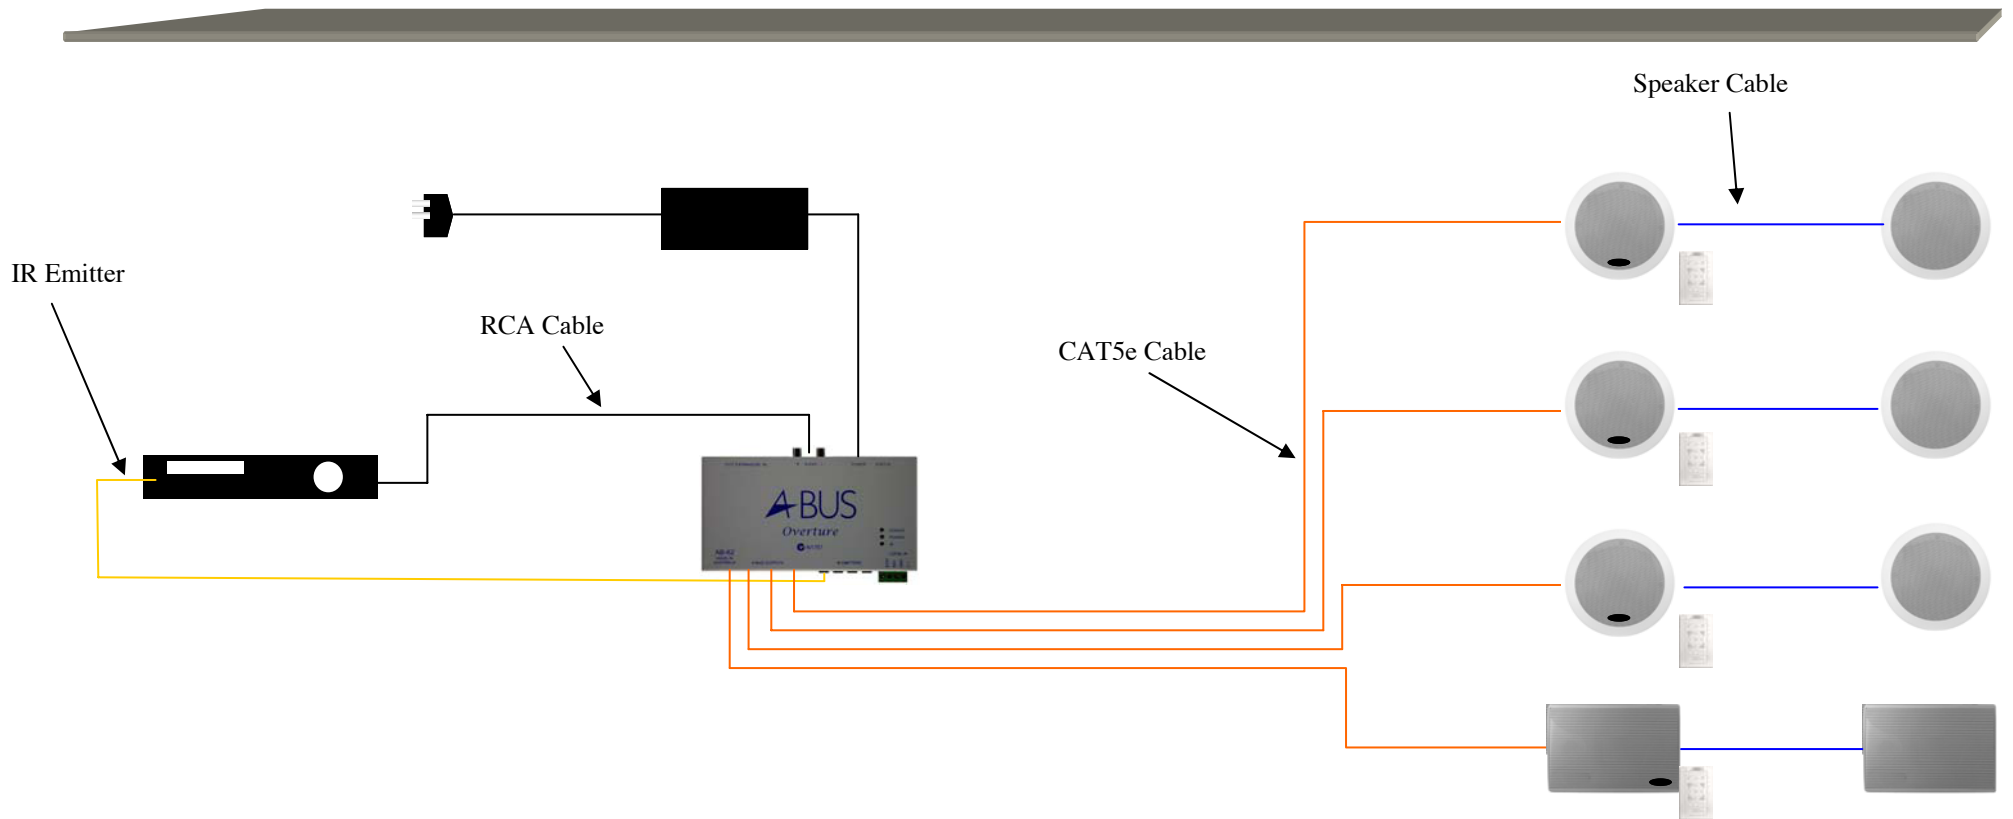 Speaker Cable
IR Emitter
RCA Cable
CAT5e Cable
A-BUS
Overture